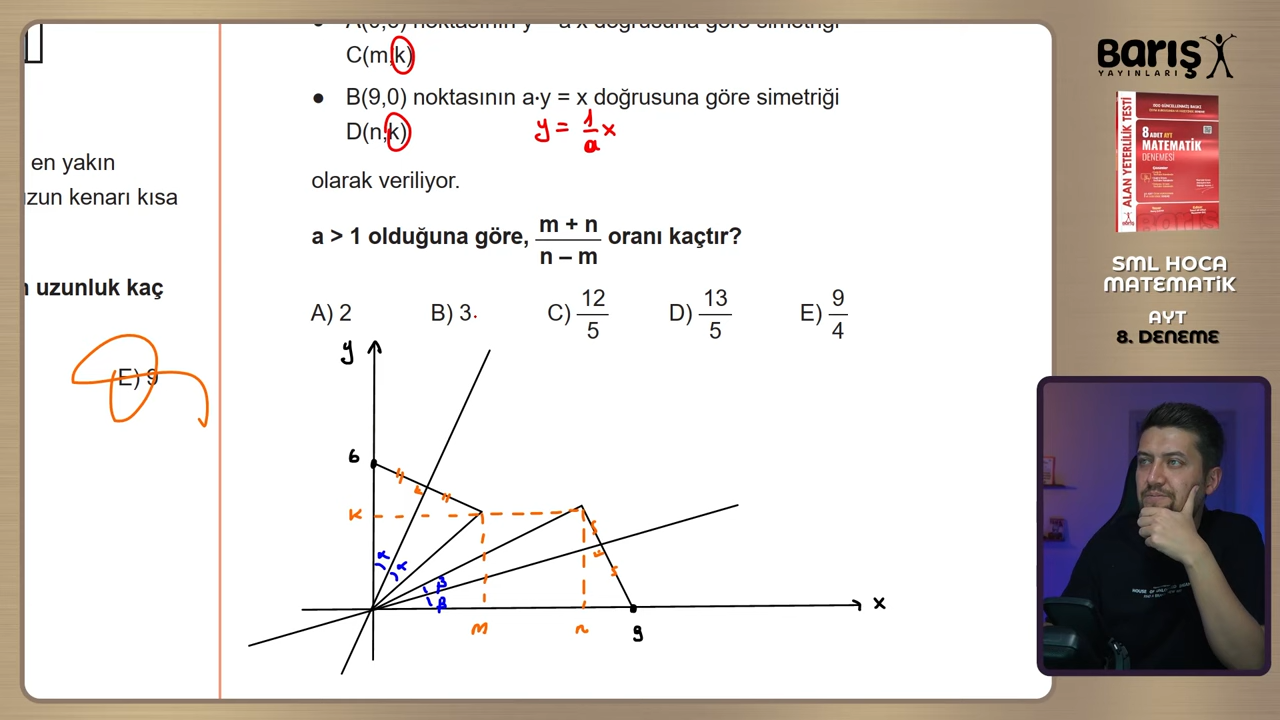 C(m,k)
● B(9,0) noktasının a·y = x doğrusuna göre simetriği
D(n,k)
y = 1/a x
olarak veriliyor.
a > 1 olduğuna göre, m + n / n – m oranı kaçtır?
A) 2 B) 3 C) 12/5 D) 13/5 E) 9/4
en yakın
uzun kenarı kısa
uzunluk kaç
E) 9
y
6
K
α
α
β
β
x
m
n
9
Barış
YAYINLARI
ALAN YETERLİLİK TESTİ
8 ADET AYT
MATEMATİK
DENEMESİ
SML HOCA
MATEMATİK
AYT
8. DENEME